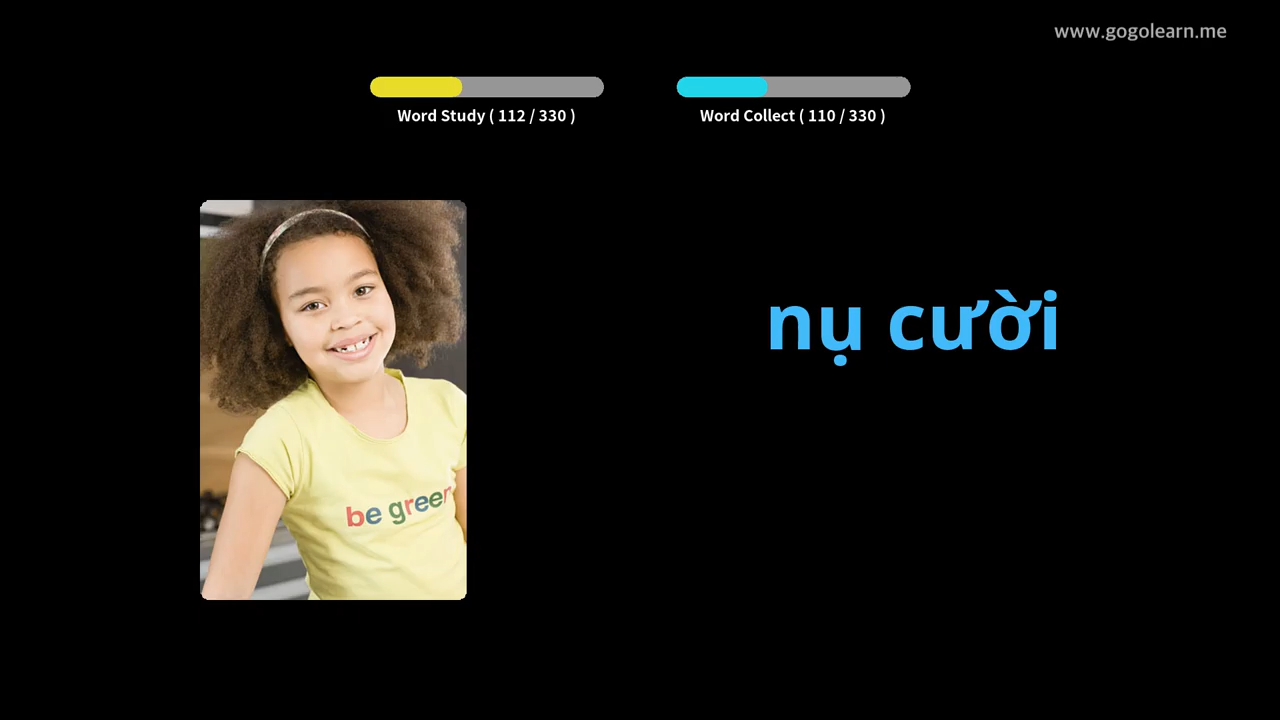 www.gogolearn.me
Word Study ( 112 / 330 )
Word Collect ( 110 / 330 )
nụ cười
be green